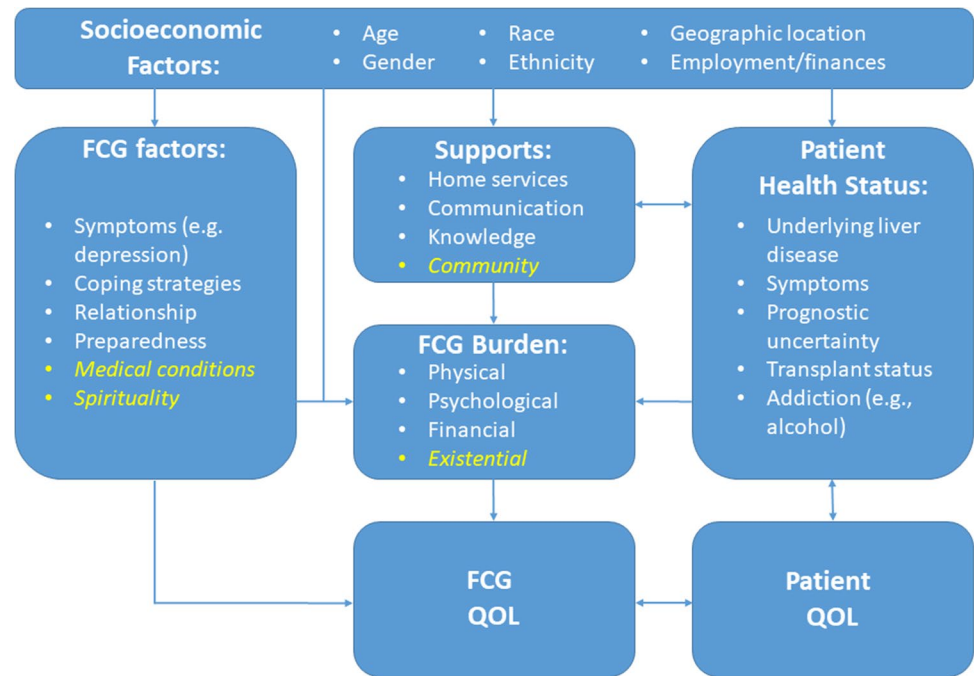 Socioeconomic
Factors:
• Age
• Gender
• Race
• Ethnicity
• Geographic location
• Employment/finances
FCG factors:
• Symptoms (e.g.
depression)
• Coping strategies
• Relationship
• Preparedness
• Medical conditions
• Spirituality
Supports:
• Home services
• Communication
• Knowledge
• Community
FCG Burden:
• Physical
• Psychological
• Financial
• Existential
Patient
Health Status:
• Underlying liver
disease
• Symptoms
• Prognostic
uncertainty
• Transplant status
• Addiction (e.g.,
alcohol)
FCG
QOL
Patient
QOL